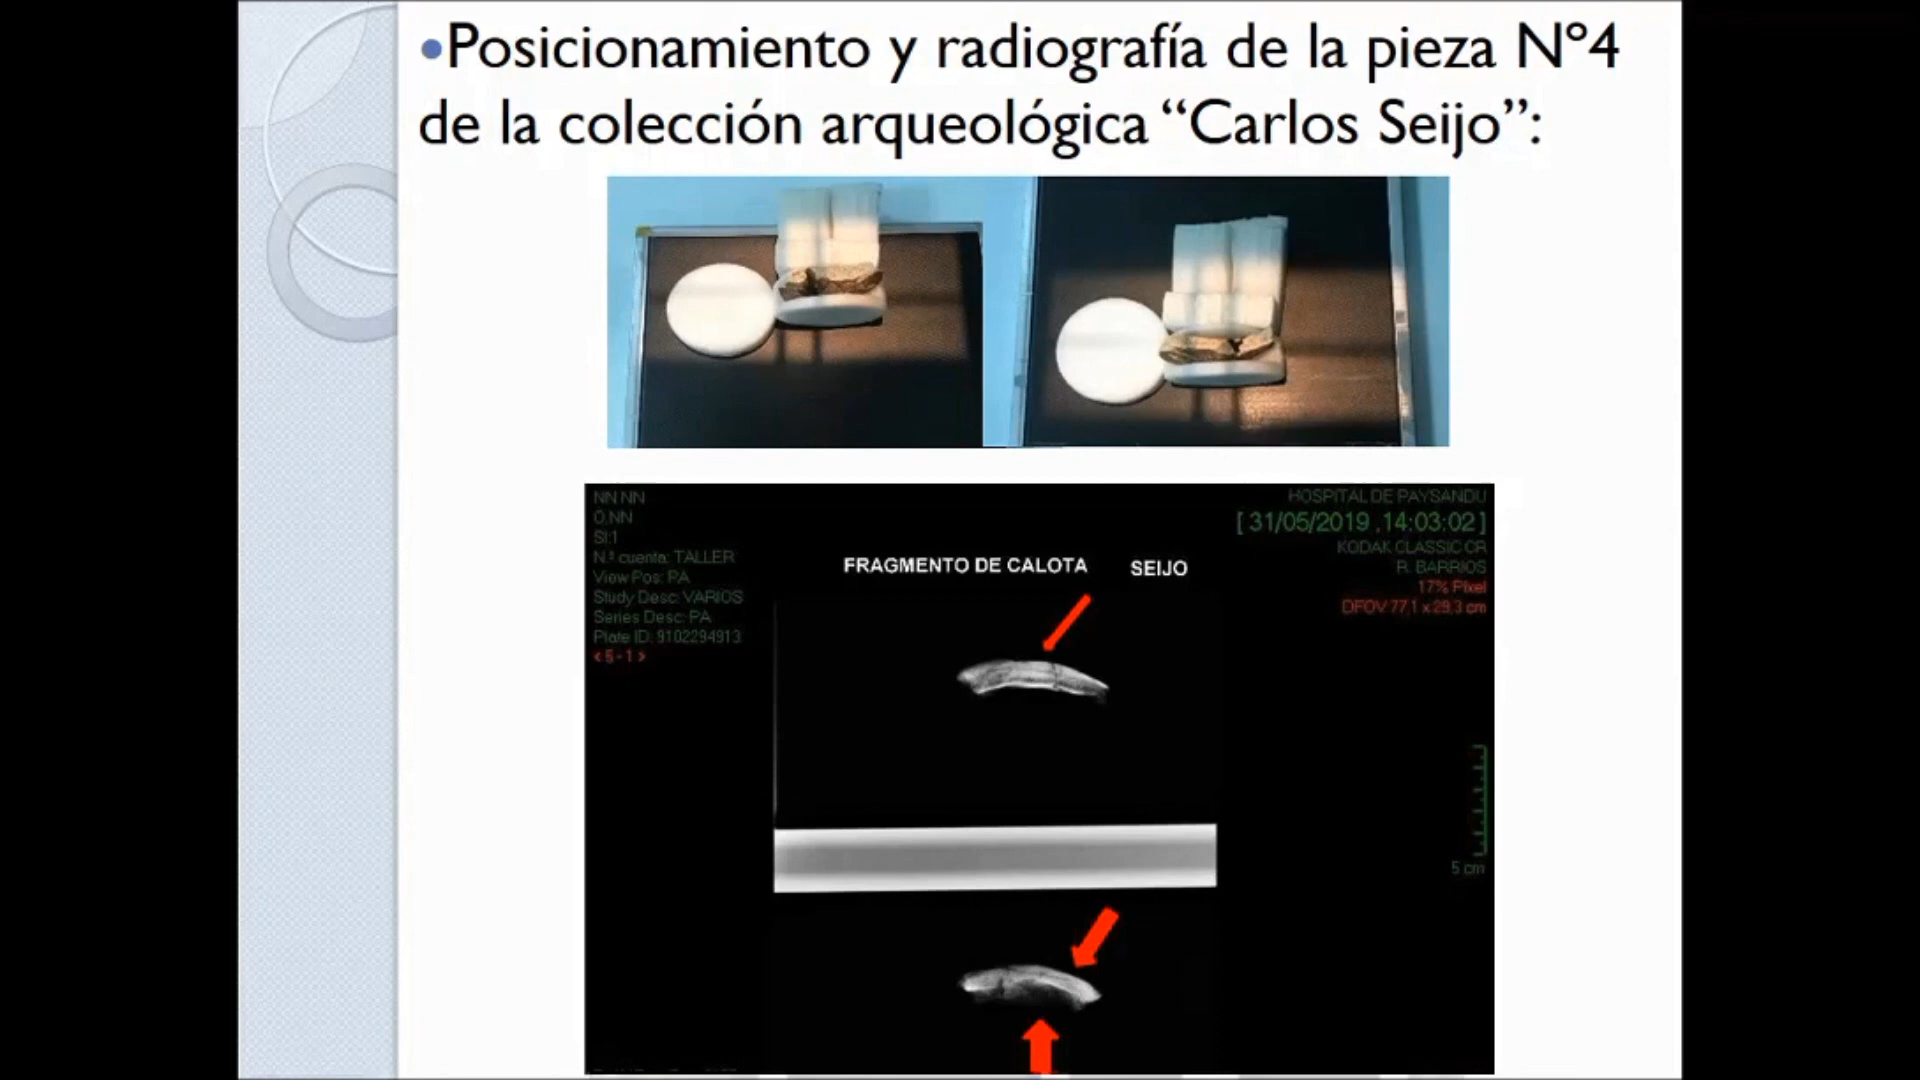 •Posicionamiento y radiografía de la pieza Nº4
de la colección arqueológica “Carlos Seijo”:
NN NN
O.NN
SI:1
N.º cuenta: TALLER
View Pos: PA
Study Desc: VARIOS
Series Desc: PA
Plate ID: 9102294913
<5-1>
HOSPITAL DE PAYSANDU
[ 31/05/2019 ,14:03:02 ]
KODAK CLASSIC CR
R. BARRIOS
17% Pixel
DFOV 77,1 x 29,3 cm
FRAGMENTO DE CALOTA SEIJO
5 cm